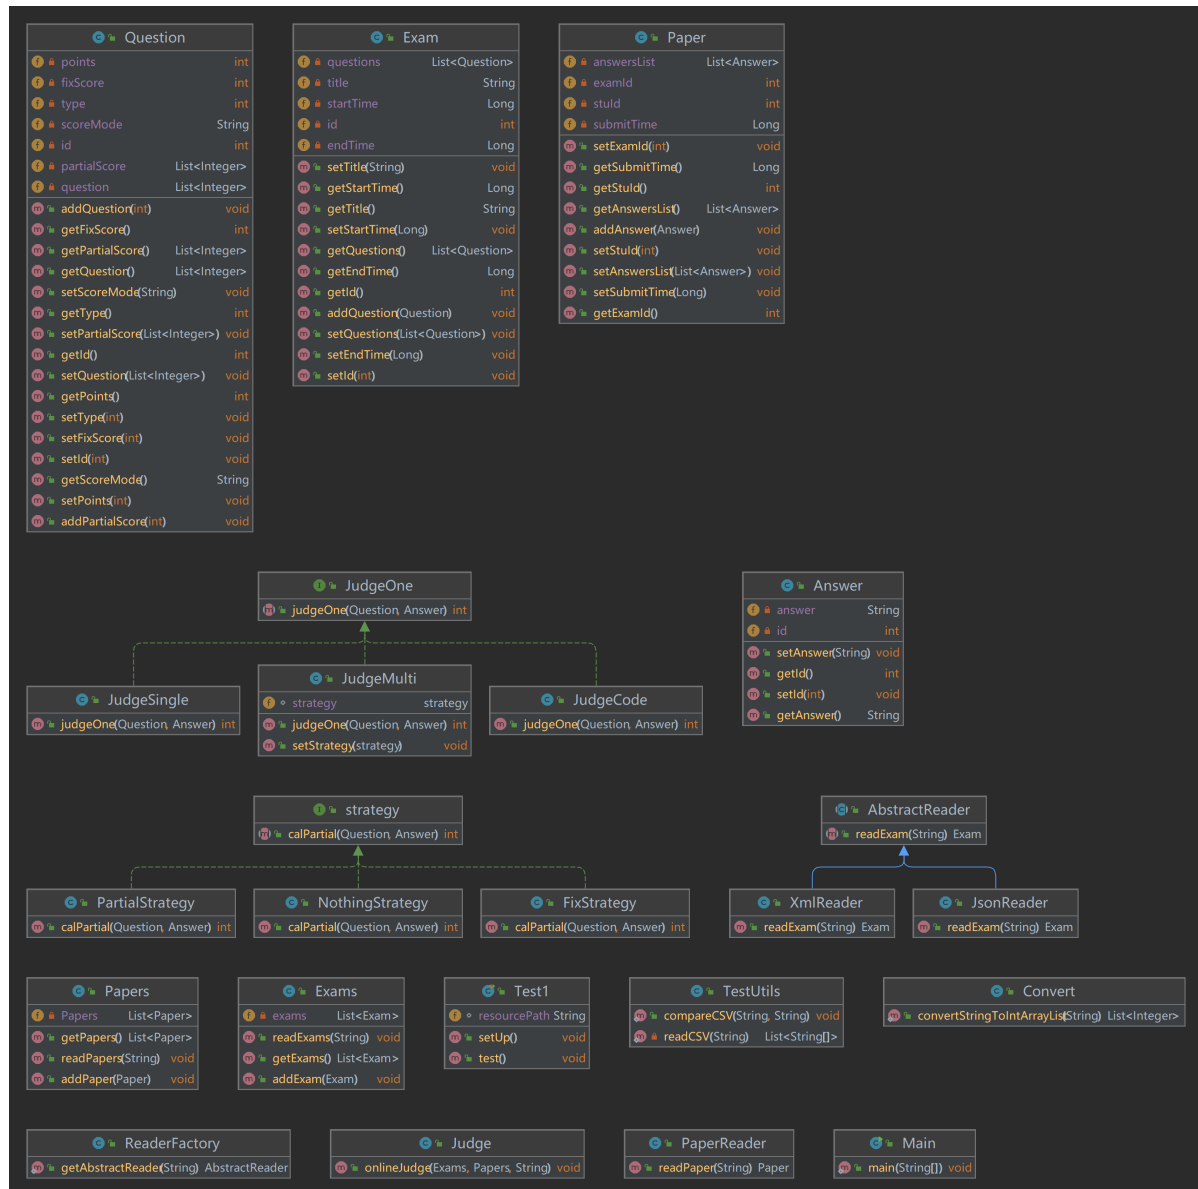 Question
points int
fixScore int
type int
scoreMode String
id int
partialScore List<Integer>
question List<Integer>
addQuestion(int) void
getFixScore() int
getPartialScore() List<Integer>
getQuestion() List<Integer>
setScoreMode(String) void
getType() int
setPartialScore(List<Integer>) void
getId() int
setQuestion(List<Integer>) void
getPoints() int
setType(int) void
setFixScore(int) void
setId(int) void
getScoreMode() String
setPoints(int) void
addPartialScore(int) void
Exam
questions List<Question>
title String
startTime Long
id int
endTime Long
setTitle(String) void
getStartTime() Long
getTitle() String
setStartTime(Long) void
getQuestions() List<Question>
getEndTime() Long
getId() int
addQuestion(Question) void
setQuestions(List<Question>) void
setEndTime(Long) void
setId(int) void
Paper
answersList List<Answer>
examId int
stuId int
submitTime Long
setExamId(int) void
getSubmitTime() Long
getStuId() int
getAnswersList() List<Answer>
addAnswer(Answer) void
setStuId(int) void
setAnswersList(List<Answer>) void
setSubmitTime(Long) void
getExamId() int
JudgeOne
judgeOne(Question, Answer) int
JudgeSingle
judgeOne(Question, Answer) int
JudgeMulti
strategy strategy
judgeOne(Question, Answer) int
setStrategy(strategy) void
JudgeCode
judgeOne(Question, Answer) int
Answer
answer String
id int
setAnswer(String) void
getId() int
setId(int) void
getAnswer() String
strategy
calPartial(Question, Answer) int
PartialStrategy
calPartial(Question, Answer) int
NothingStrategy
calPartial(Question, Answer) int
FixStrategy
calPartial(Question, Answer) int
AbstractReader
readExam(String) Exam
XmlReader
readExam(String) Exam
JsonReader
readExam(String) Exam
Papers
Papers List<Paper>
getPapers() List<Paper>
readPapers(String) void
addPaper(Paper) void
Exams
exams List<Exam>
readExams(String) void
getExams() List<Exam>
addExam(Exam) void
Test1
resourcePath String
setUp() void
test() void
TestUtils
compareCSV(String, String) void
readCSV(String) List<String[]>
Convert
convertStringToIntArrayList(String) List<Integer>
ReaderFactory
getAbstractReader(String) AbstractReader
Judge
onlineJudge(Exams, Papers, String) void
PaperReader
readPaper(String) Paper
Main
main(String[]) void